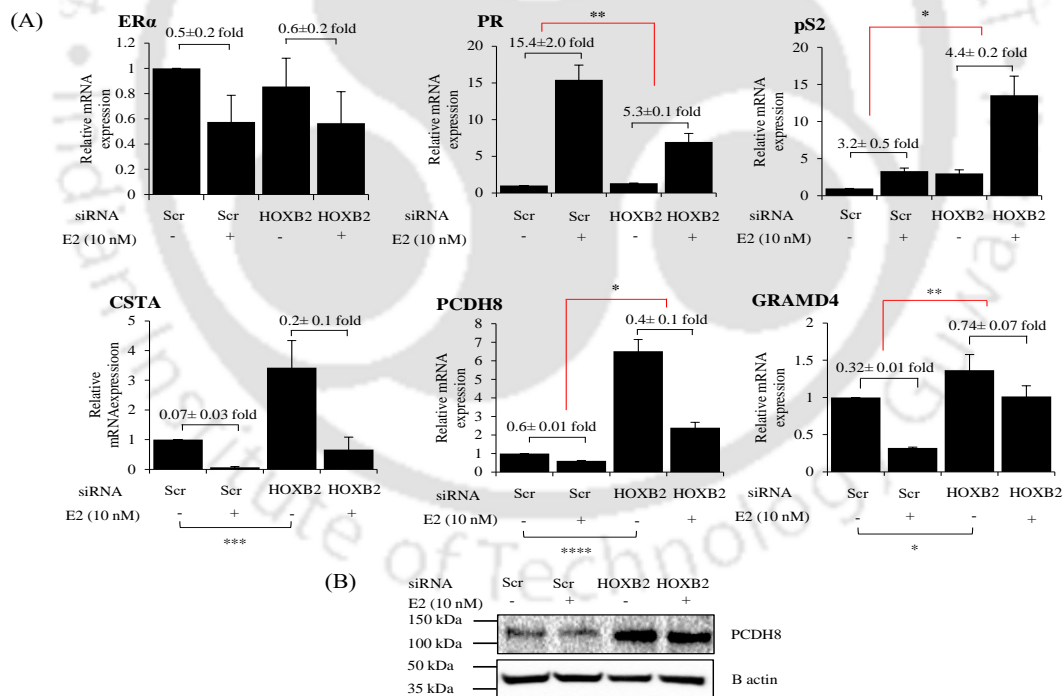 (A)
ERα
0.5±0.2 fold
0.6±0.2 fold
Relative mRNA
expression
1.2
1
0.8
0.6
0.4
0.2
0
siRNA Scr Scr HOXB2 HOXB2
E2 (10 nM) - + - +
PR
**
15.4±2.0 fold
5.3±0.1 fold
Relative mRNA
expression
20
15
10
5
0
siRNA Scr Scr HOXB2 HOXB2
E2 (10 nM) - + - +
pS2
*
4.4± 0.2 fold
3.2± 0.5 fold
Relative mRNA
expression
20
15
10
5
0
siRNA Scr Scr HOXB2 HOXB2
E2 (10 nM) - + - +
CSTA
0.2± 0.1 fold
0.07± 0.03 fold
Relative
mRNAexpressioon
5
4
3
2
1
0
siRNA Scr Scr HOXB2 HOXB2
E2 (10 nM) - + - +
***
PCDH8
*
0.4± 0.1 fold
0.6± 0.01 fold
Relative mRNA
expression
8
7
6
5
4
3
2
1
0
siRNA Scr Scr HOXB2 HOXB2
E2 (10 nM) - + - +
****
GRAMD4
**
0.74± 0.07 fold
0.32± 0.01 fold
Relative mRNA
expression
2
1.5
1
0.5
0
siRNA Scr Scr HOXB2 HOXB2
E2 (10 nM) - + - +
*
(B)
siRNA Scr Scr HOXB2 HOXB2
E2 (10 nM) - + - +
150 kDa
100 kDa
PCDH8
50 kDa
35 kDa
B actin
Indian Institute of Technology Guwa